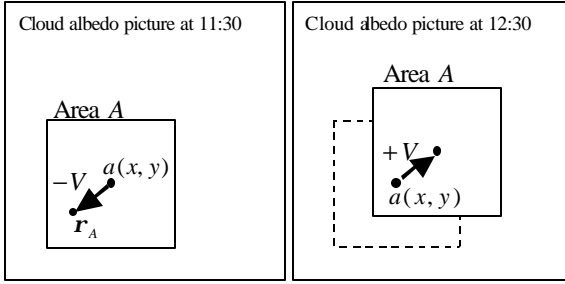 Cloud albedo picture at 11:30
Area A
−V
a(x, y)
r_A
Cloud albedo picture at 12:30
Area A
+V
a(x, y)